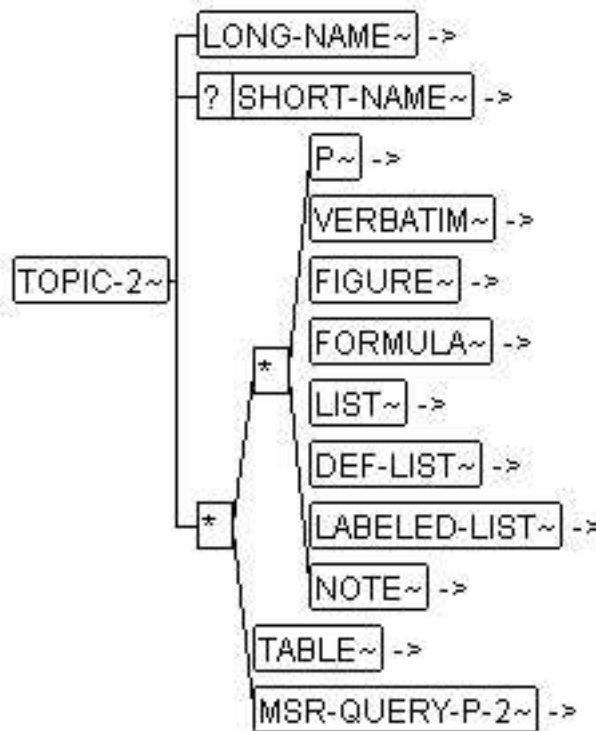 LONG-NAME~ ->
? SHORT-NAME~ ->
P~ ->
VERBATIM~ ->
TOPIC-2~
FIGURE~ ->
FORMULA~ ->
*
LIST~ ->
DEF-LIST~ ->
LABELED-LIST~ ->
*
NOTE~ ->
TABLE~ ->
MSR-QUERY-P-2~ ->